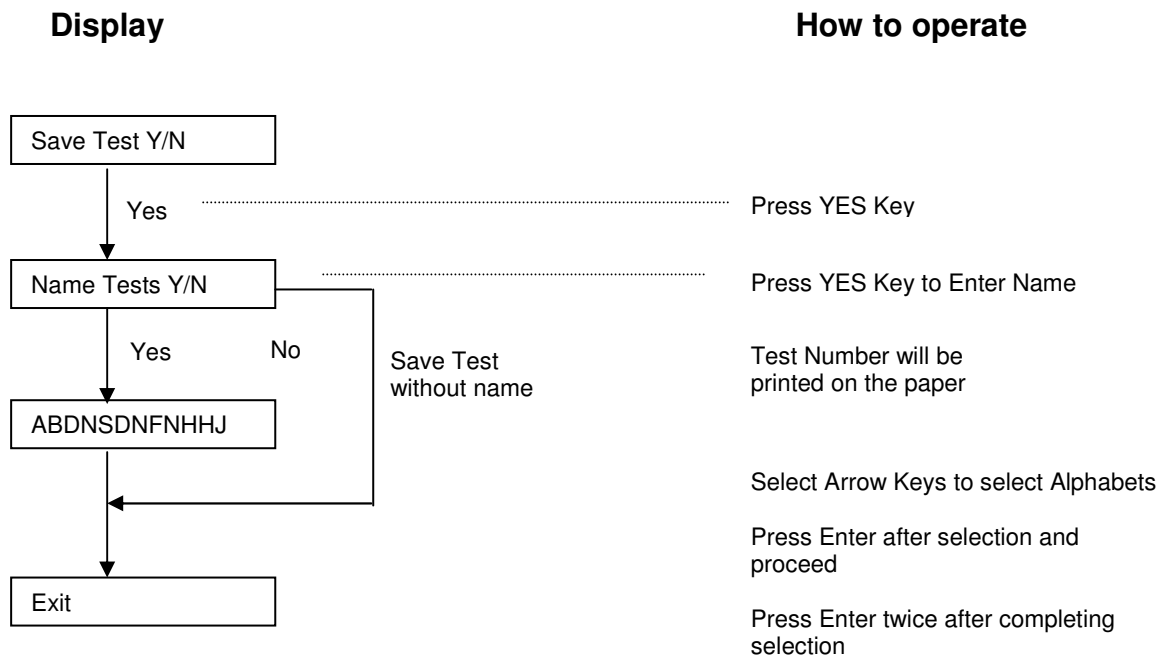 Display
How to operate
Save Test Y/N
Yes
Press YES Key
Name Tests Y/N
Press YES Key to Enter Name
Yes
No
Save Test
without name
Test Number will be
printed on the paper
ABDNSDNFNHHJ
Select Arrow Keys to select Alphabets
Press Enter after selection and
proceed
Exit
Press Enter twice after completing
selection